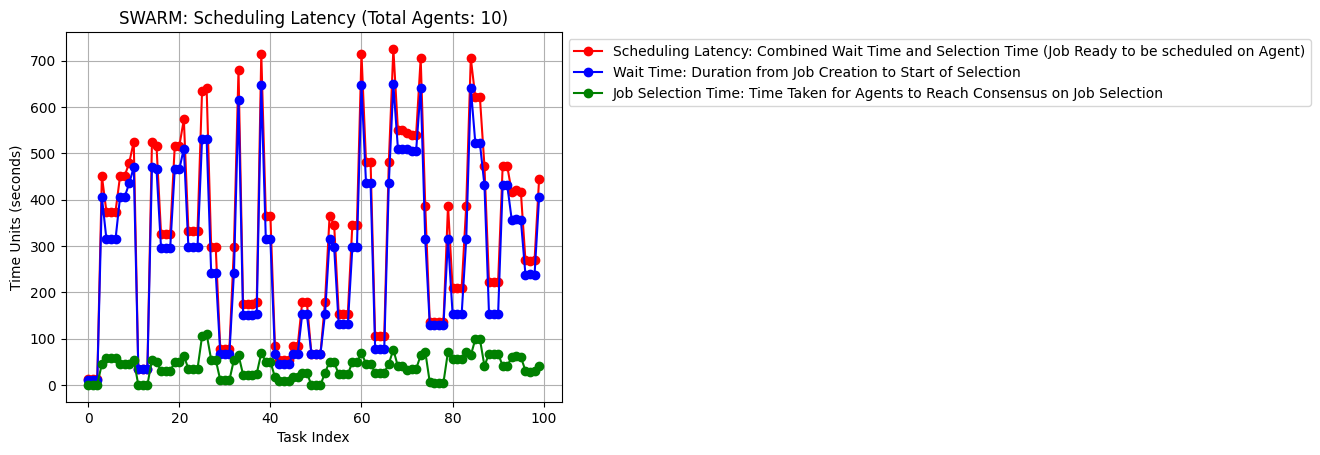 SWARM: Scheduling Latency (Total Agents: 10)
Scheduling Latency: Combined Wait Time and Selection Time (Job Ready to be scheduled on Agent)
Wait Time: Duration from Job Creation to Start of Selection
Job Selection Time: Time Taken for Agents to Reach Consensus on Job Selection
Time Units (seconds)
700
600
500
400
300
200
100
0
0 20 40 60 80 100
Task Index